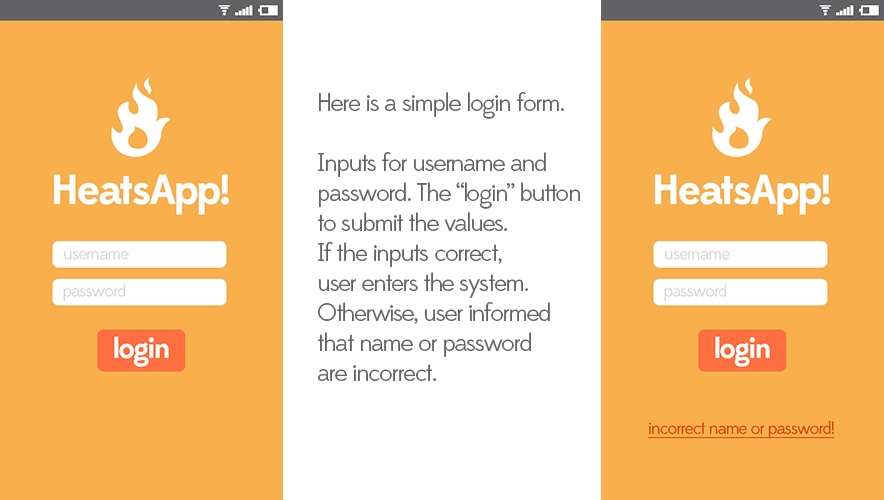 HeatsApp!
username
password
login
Here is a simple login form.
Inputs for username and
password. The “login” button
to submit the values.
If the inputs correct,
user enters the system.
Otherwise, user informed
that name or password
are incorrect.
HeatsApp!
username
password
login
incorrect name or password!